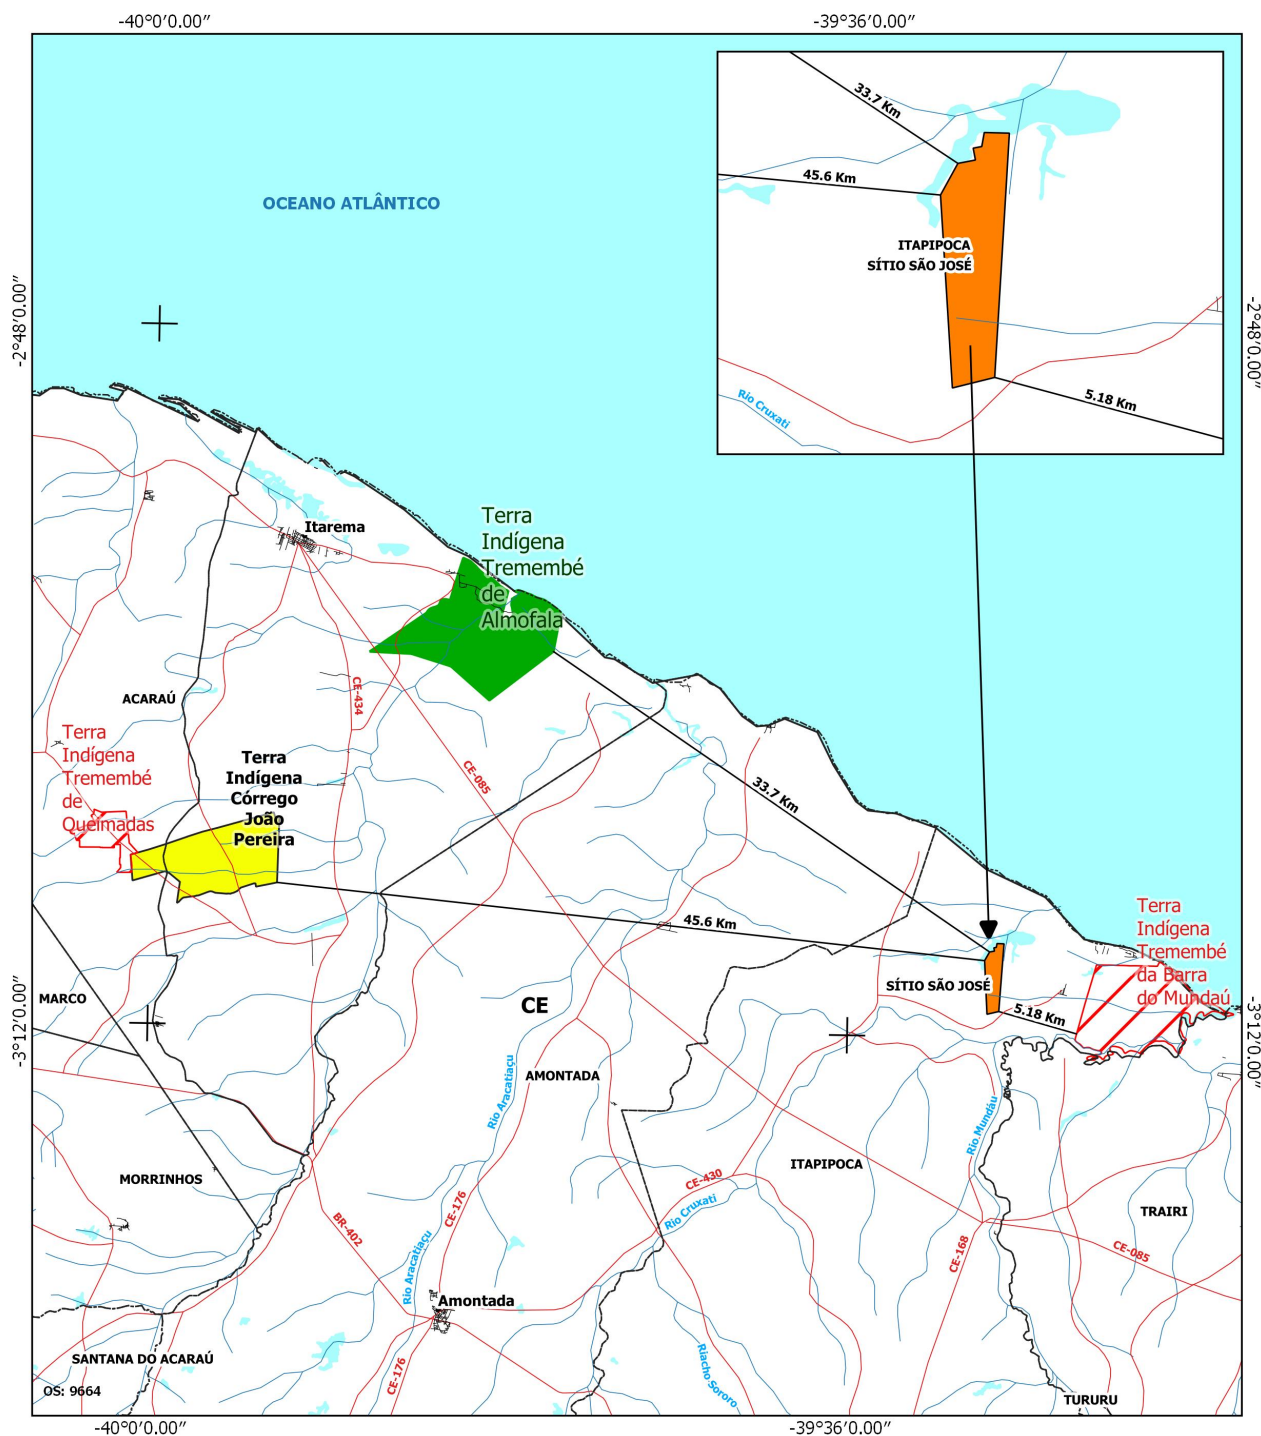 -40°0′0.00″
-39°36′0.00″
33.7 Km
45.6 Km
OCEANO ATLÂNTICO
ITAPIPOCA
SÍTIO SÃO JOSÉ
-2°48′0.00″
-2°48′0.00″
5.18 Km
Rio Cruxati
Itarema
Terra
Indígena
Tremembé
de
Almofala
ACARAÚ
CE-434
Terra
Indígena
Tremembé
de
Queimadas
Terra
Indígena
Córrego
João
Pereira
CE-085
33.7 Km
45.6 Km
Terra
Indígena
Tremembé
da Barra
do Mundaú
SÍTIO SÃO JOSÉ
5.18 Km
MARCO
CE
-3°12′0.00″
-3°12′0.00″
AMONTADA
Rio Aracatiaçu
Rio Mundáu
ITAPIPOCA
MORRINHOS
CE-430
CE-176
Rio Cruxati
TRAIRI
BR-402
Rio Aracatiaçu
CE-168
CE-085
Amontada
SANTANA DO ACARAÚ
CE-176
Riacho Sororo
OS: 9664
TURURU
-40°0′0.00″
-39°36′0.00″